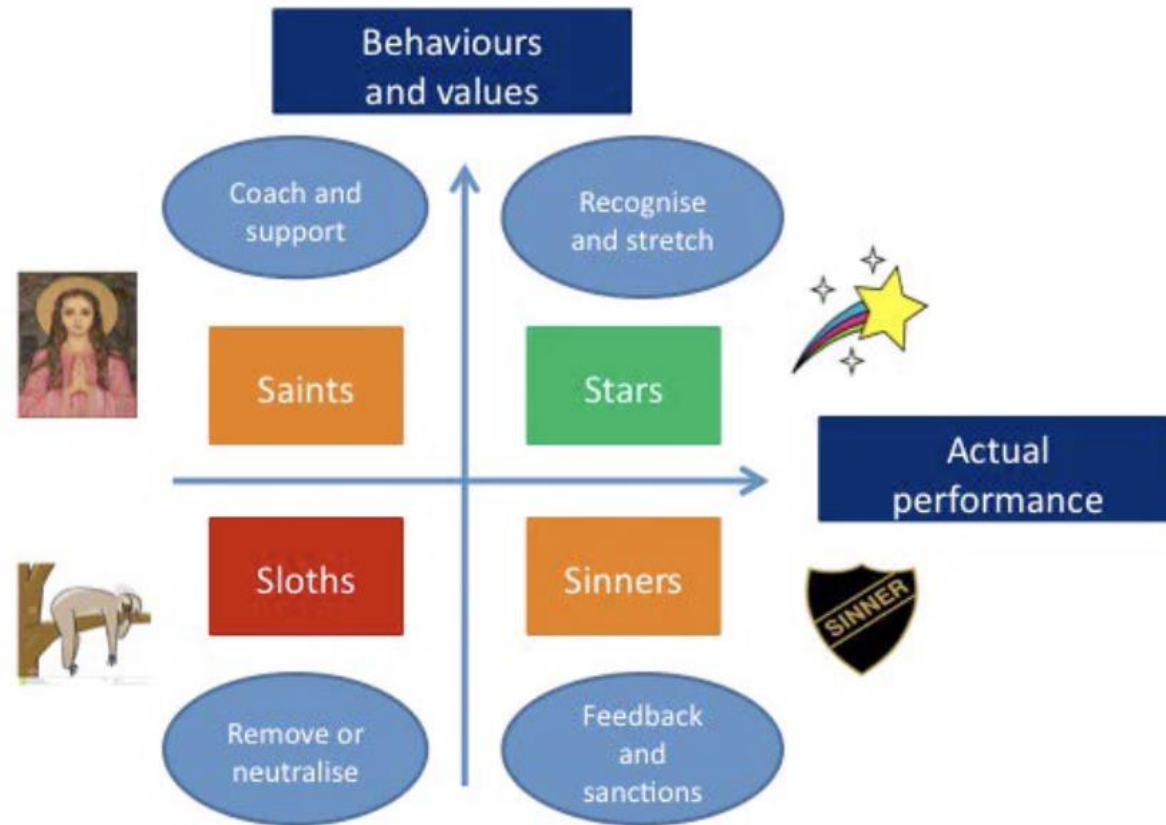 Behaviours
and values
Coach and
support
Recognise
and stretch
Saints
Stars
Actual
performance
Sloths
Sinners
SINNER
Remove or
neutralise
Feedback
and
sanctions